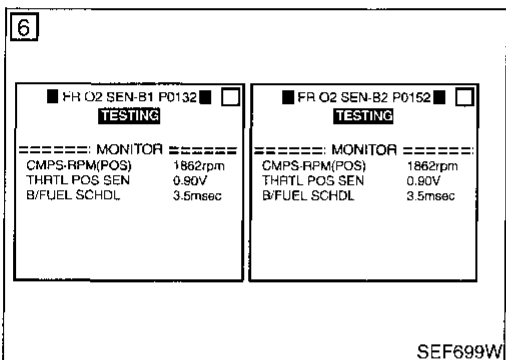 6
FR O2 SEN-B1 P0132
TESTING
====== MONITOR ======
CMPS-RPM(POS) 1862rpm
THRTL POS SEN 0.90V
B/FUEL SCHDL 3.5msec
FR O2 SEN-B2 P0152
TESTING
====== MONITOR ======
CMPS-RPM(POS) 1862rpm
THRTL POS SEN 0.90V
B/FUEL SCHDL 3.5msec
SEF699W